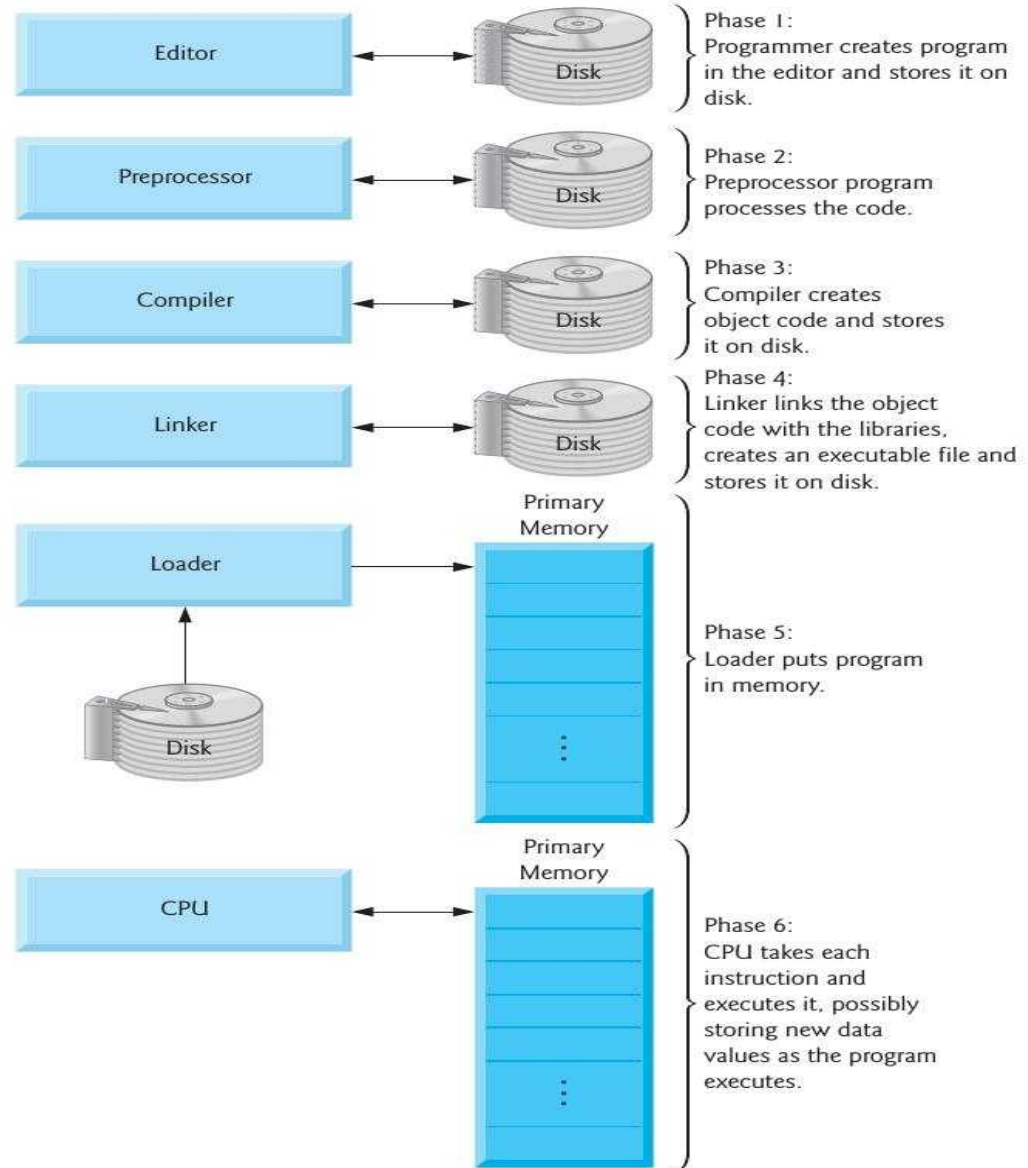 Editor
Disk
Phase 1:
Programmer creates program
in the editor and stores it on
disk.
Preprocessor
Disk
Phase 2:
Preprocessor program
processes the code.
Compiler
Disk
Phase 3:
Compiler creates
object code and stores
it on disk.
Linker
Disk
Phase 4:
Linker links the object
code with the libraries,
creates an executable file and
stores it on disk.
Loader
Disk
Primary
Memory
Phase 5:
Loader puts program
in memory.
CPU
Primary
Memory
Phase 6:
CPU takes each
instruction and
executes it, possibly
storing new data
values as the program
executes.